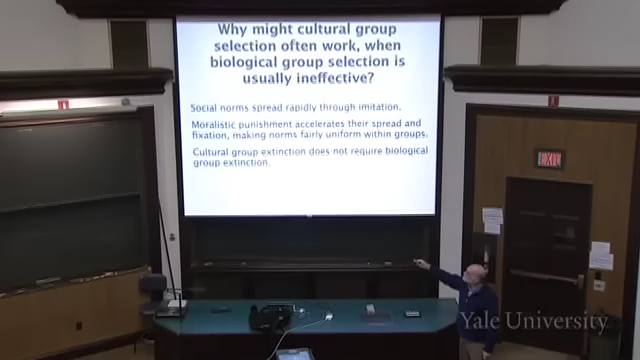 Why might cultural group
selection often work, when
biological group selection is
usually ineffective?
Social norms spread rapidly through imitation.
Moralistic punishment accelerates their spread and
fixation, making norms fairly uniform within groups.
Cultural group extinction does not require biological
group extinction.
EXIT
Yale University